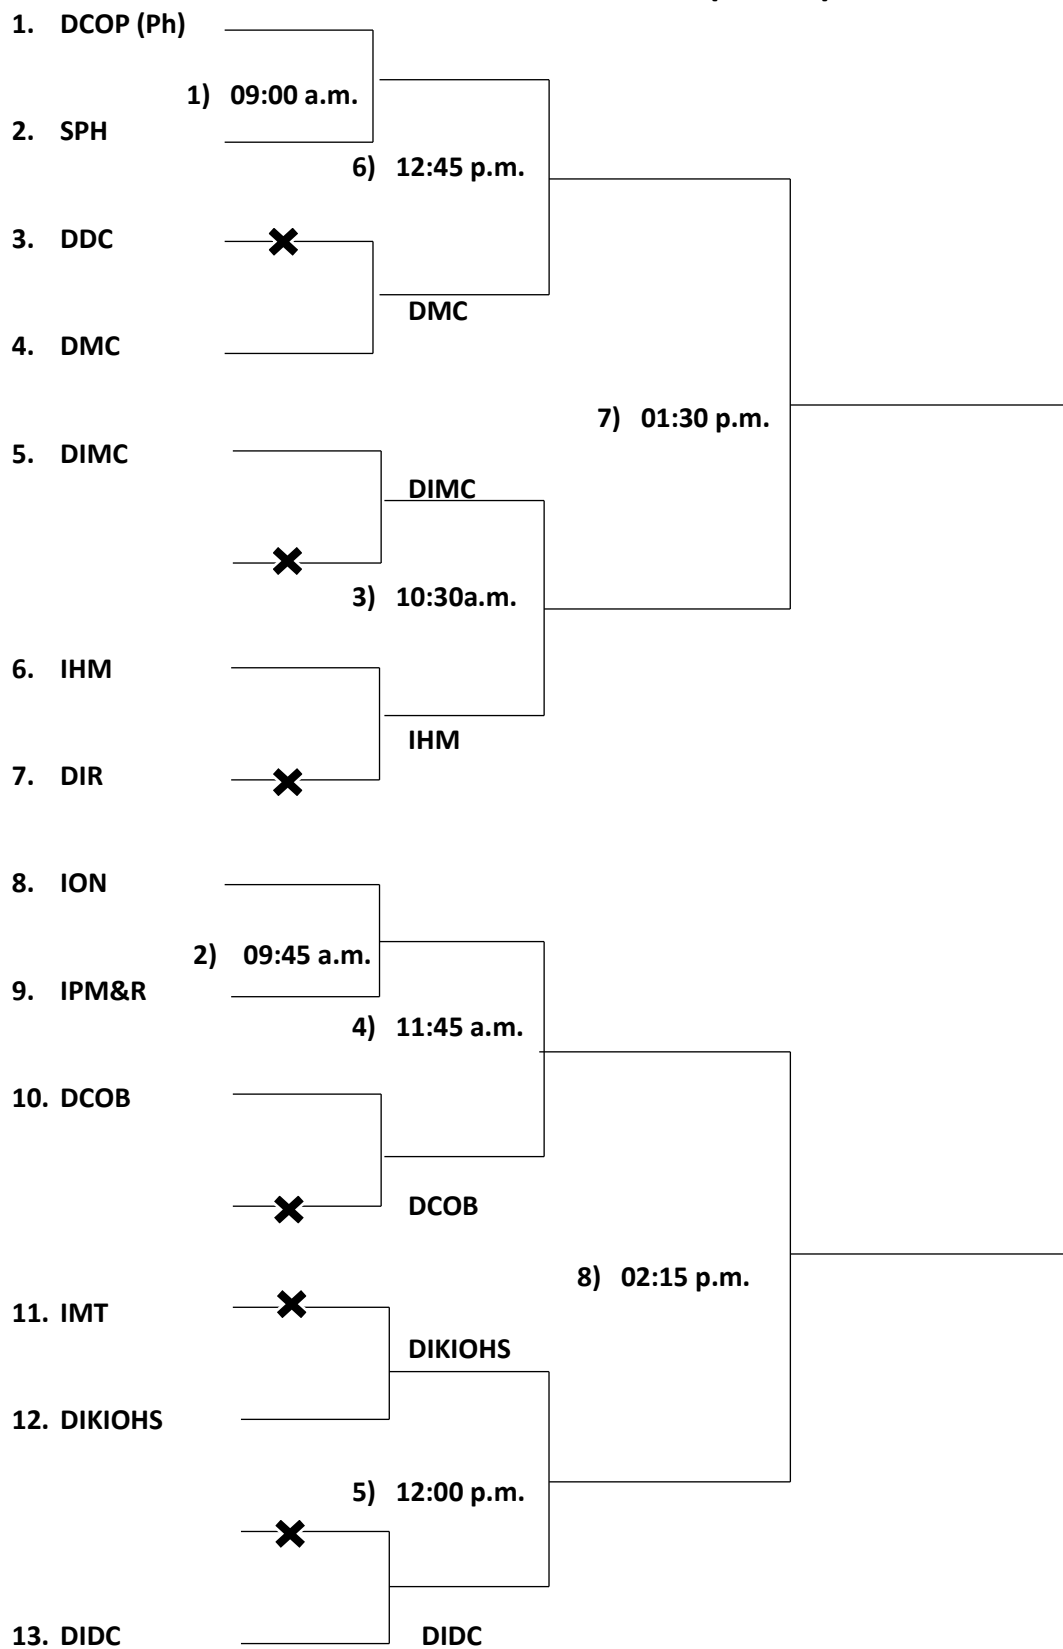 1. DCOP (Ph)
1) 09:00 a.m.
2. SPH
6) 12:45 p.m.
3. DDC
DMC
4. DMC
7) 01:30 p.m.
5. DIMC
DIMC
3) 10:30a.m.
6. IHM
IHM
7. DIR
8. ION
2) 09:45 a.m.
9. IPM&R
4) 11:45 a.m.
10. DCOB
DCOB
8) 02:15 p.m.
11. IMT
DIKIOHS
12. DIKIOHS
5) 12:00 p.m.
13. DIDC
DIDC